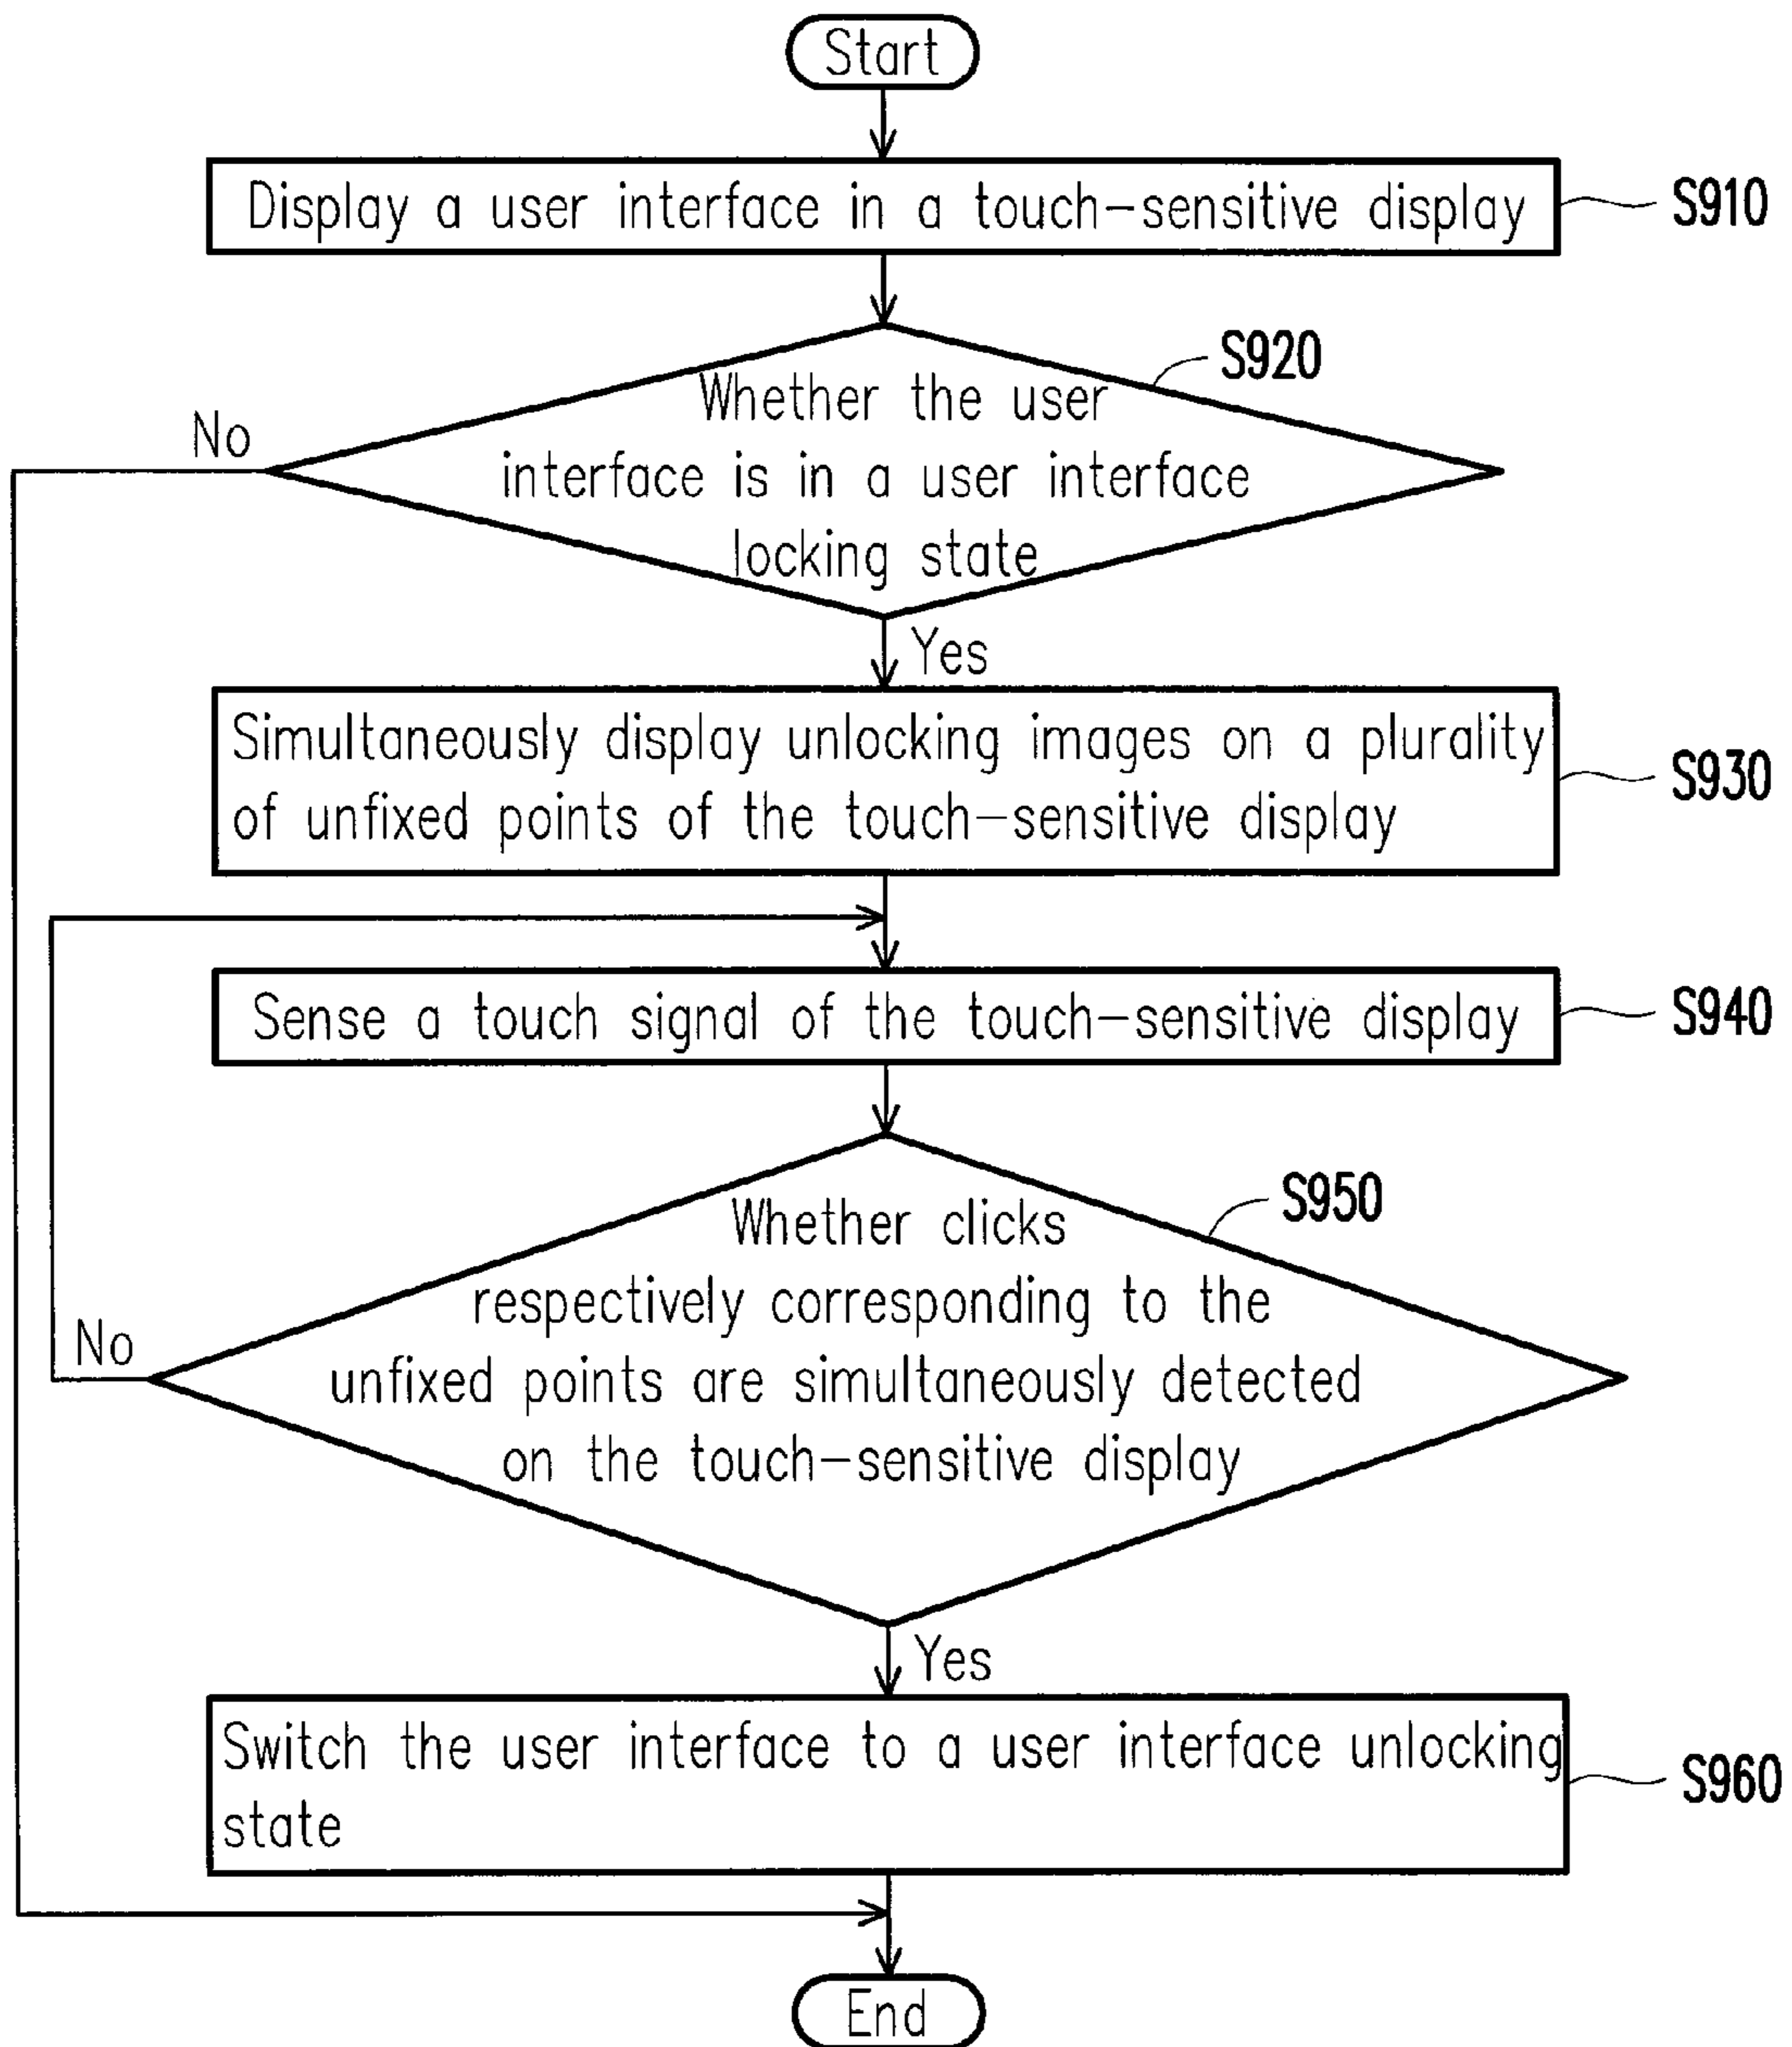 Start
Display a user interface in a touch-sensitive display
S910
S920
Whether the user
interface is in a user interface
locking state
No
Yes
Simultaneously display unlocking images on a plurality
of unfixed points of the touch-sensitive display
S930
Sense a touch signal of the touch-sensitive display
S940
S950
Whether clicks
respectively corresponding to the
unfixed points are simultaneously detected
on the touch-sensitive display
No
Yes
Switch the user interface to a user interface unlocking
state
S960
End